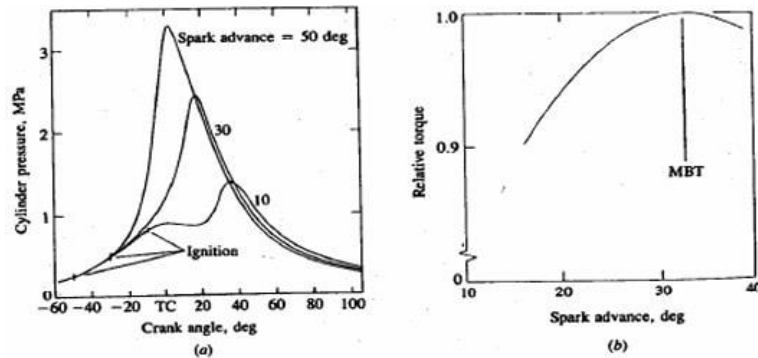 Cylinder pressure, MPa
3
2
1
0
Spark advance = 50 deg
30
10
Ignition
−60 −40 −20 TC 20 40 60 80 100
Crank angle, deg
(a)
Relative torque
1.0
0.9
0
MBT
10 20 30 40
Spark advance, deg
(b)